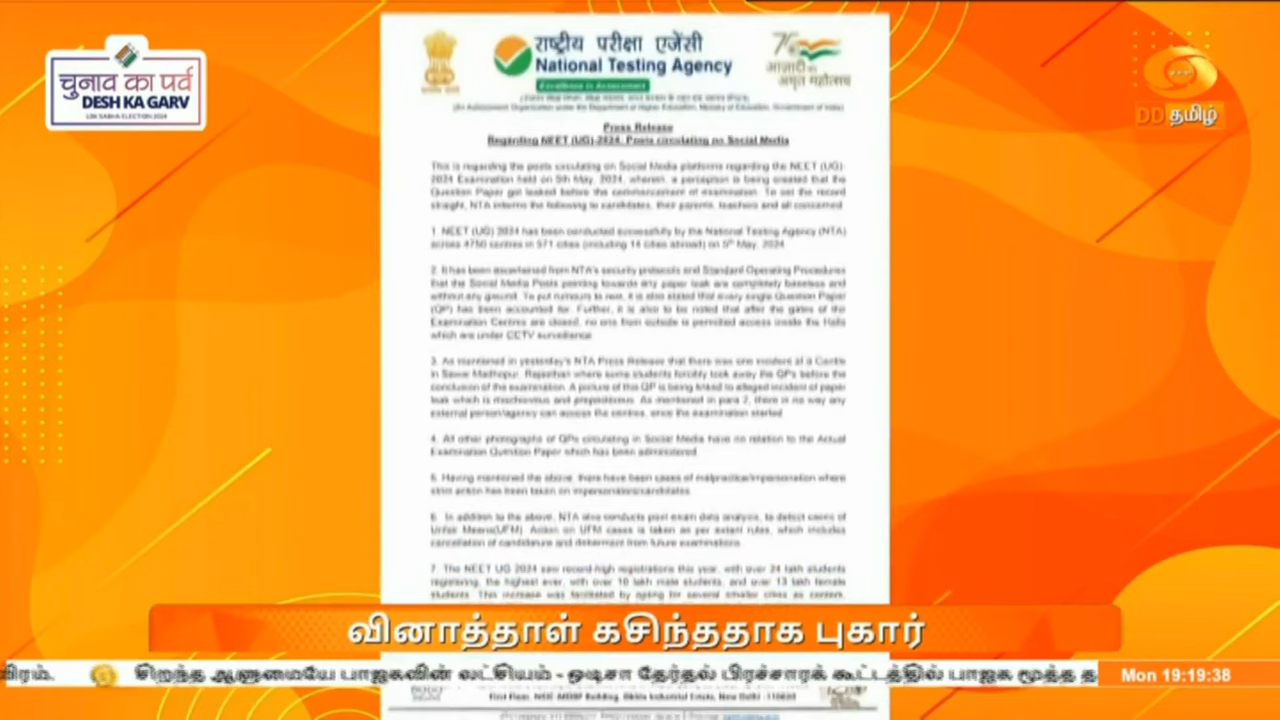 चुनाव का पर्व
DESH KA GARV
LOK SABHA ELECTION 2024
राष्ट्रीय परीक्षा एजेंसी
National Testing Agency
Excellence in Assessment
आज़ादी का
अमृत महोत्सव
(An Autonomous Organization under the Department of Higher Education, Ministry of Education, Government of India)
DD தமிழ்
Press Release
Regarding NEET (UG)-2024: Posts circulating on Social Media
This is regarding the posts circulating on Social Media platforms regarding the NEET (UG)-
2024 Examination held on 5th May, 2024, wherein, a perception is being created that the
Question Paper got leaked before the commencement of examination. To set the record
straight, NTA informs the following to candidates, their parents, teachers and all concerned.
1. NEET (UG) 2024 has been conducted successfully by the National Testing Agency (NTA)
across 4750 centres in 571 cities (including 14 cities abroad) on 5th May, 2024.
2. It has been ascertained from NTA's security protocols and Standard Operating Procedures
that the Social Media Posts pointing towards any paper leak are completely baseless and
without any ground. To put rumours to rest, it is also stated that every single Question Paper
(QP) has been accounted for. Further, it is also to be noted that after the gates of the
Examination Centres are closed, no one from outside is permitted access inside the Halls
which are under CCTV surveillance.
3. As mentioned in yesterday's NTA Press Release that there was one incident at a Centre
in Sawai Madhopur, Rajasthan where some students forcibly took away the QPs before the
conclusion of the examination. A picture of this QP is being linked to alleged incident of paper
leak which is mischievous and preposterous. As mentioned in para 2, there is no way any
external person/agency can access the centres, once the examination started.
4. All other photographs of QPs circulating in Social Media have no relation to the Actual
Examination Question Paper which has been administered.
5. Having mentioned the above, there have been cases of malpractice/impersonation where
strict action has been taken on impersonators/candidates.
6. In addition to the above, NTA also conducts post exam data analysis, to detect cases of
Unfair Means(UFM). Action on UFM cases is taken as per extant rules, which includes
cancellation of candidature and debarment from future examinations.
7. The NEET UG 2024 saw record-high registrations this year, with over 24 lakh students
registering, the highest ever, with over 10 lakh male students, and over 13 lakh female
students. This increase was facilitated by opting for several smaller cities as centers,
வினாத்தாள் கசிந்ததாக புகார்
விரம். சிறந்த ஆளுமையே பாஜகவின் லட்சியம் - ஒடிசா தேர்தல் பிரச்சாரக் கூட்டத்தில் பாஜக மூத்த த
Mon 19:19:38
First Floor, NSIC-MDBP Building, Okhla Industrial Estate, New Delhi -110020